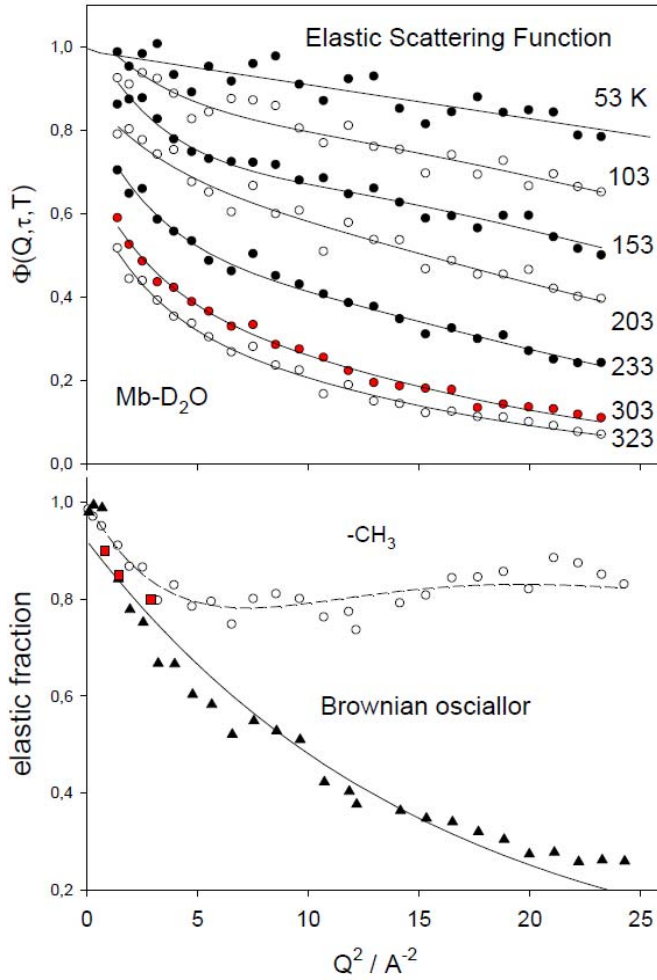 Elastic Scattering Function
1,0
0,8
0,6
0,4
0,2
0,0
Φ(Q,τ,T)
53 K
103
153
203
233
303
323
Mb-D₂O
1,0
0,8
0,6
0,4
0,2
elastic fraction
-CH₃
Brownian osciallor
0
5
10
15
20
25
Q² / A⁻²